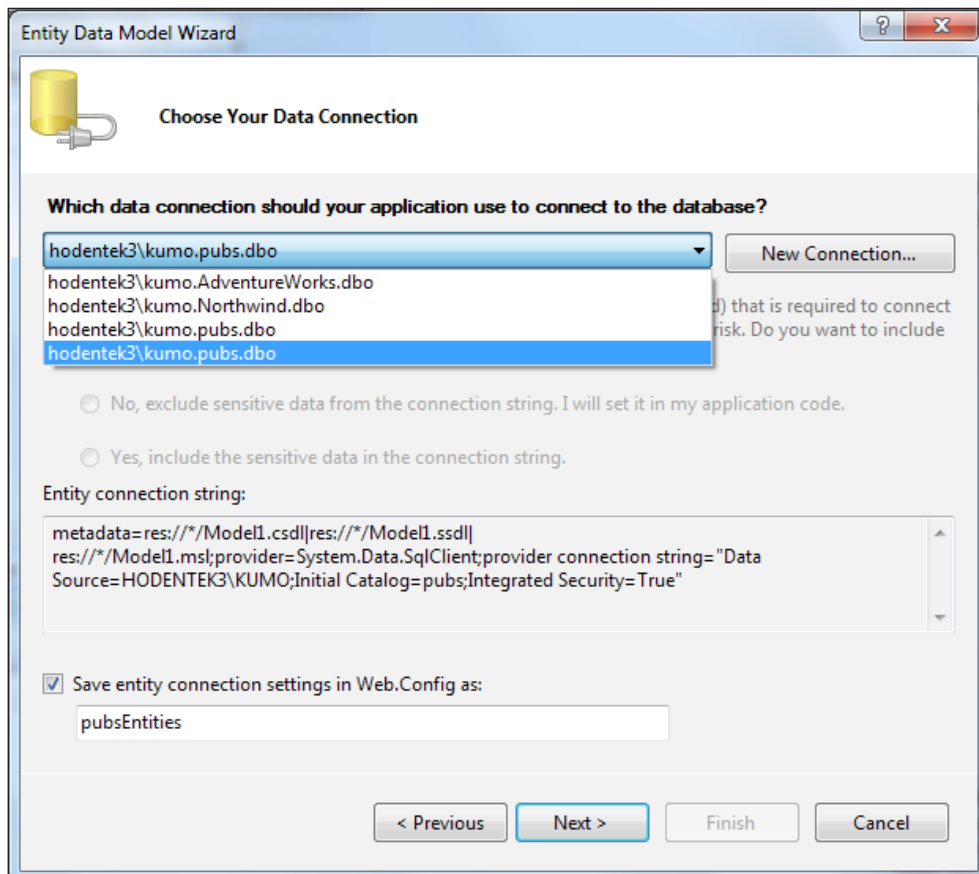 Entity Data Model Wizard
Choose Your Data Connection
Which data connection should your application use to connect to the database?
hodentek3\kumo.pubs.dbo
New Connection...
hodentek3\kumo.AdventureWorks.dbo
hodentek3\kumo.Northwind.dbo
d) that is required to connect
hodentek3\kumo.pubs.dbo
risk. Do you want to include
hodentek3\kumo.pubs.dbo
No, exclude sensitive data from the connection string. I will set it in my application code.
Yes, include the sensitive data in the connection string.
Entity connection string:
metadata=res://*/Model1.csdl|res://*/Model1.ssdl|
res://*/Model1.msl;provider=System.Data.SqlClient;provider connection string="Data
Source=HODENTEK3\KUMO;Initial Catalog=pubs;Integrated Security=True"
Save entity connection settings in Web.Config as:
pubsEntities
< Previous
Next >
Finish
Cancel